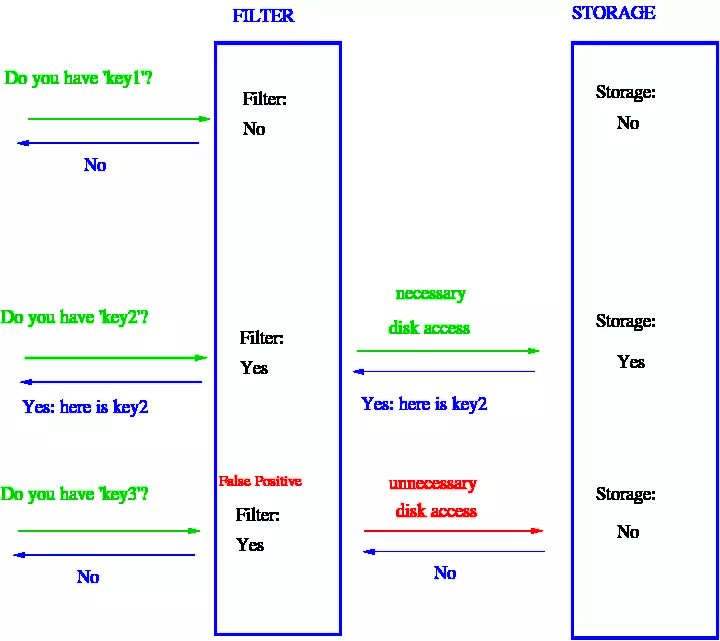 FILTER
STORAGE
Do you have 'key1'?
Filter:
No
Storage:
No
No
necessary
disk access
Do you have 'key2'?
Filter:
Yes
Storage:
Yes
Yes: here is key2
Yes: here is key2
False Positive
unnecessary
disk access
Do you have 'key3'?
Filter:
Yes
Storage:
No
No
No